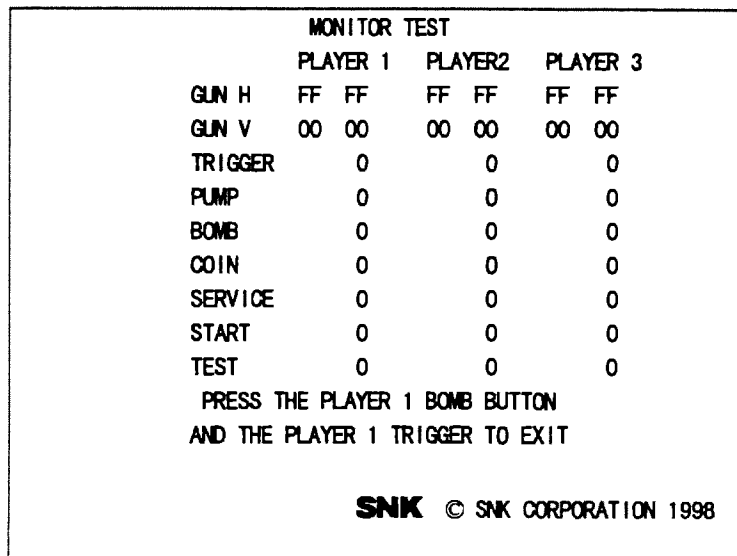 MONITOR TEST
PLAYER 1 PLAYER2 PLAYER 3
GUN H FF FF FF FF FF FF
GUN V 00 00 00 00 00 00
TRIGGER 0 0 0
PUMP 0 0 0
BOMB 0 0 0
COIN 0 0 0
SERVICE 0 0 0
START 0 0 0
TEST 0 0 0
PRESS THE PLAYER 1 BOMB BUTTON
AND THE PLAYER 1 TRIGGER TO EXIT
SNK © SNK CORPORATION 1998